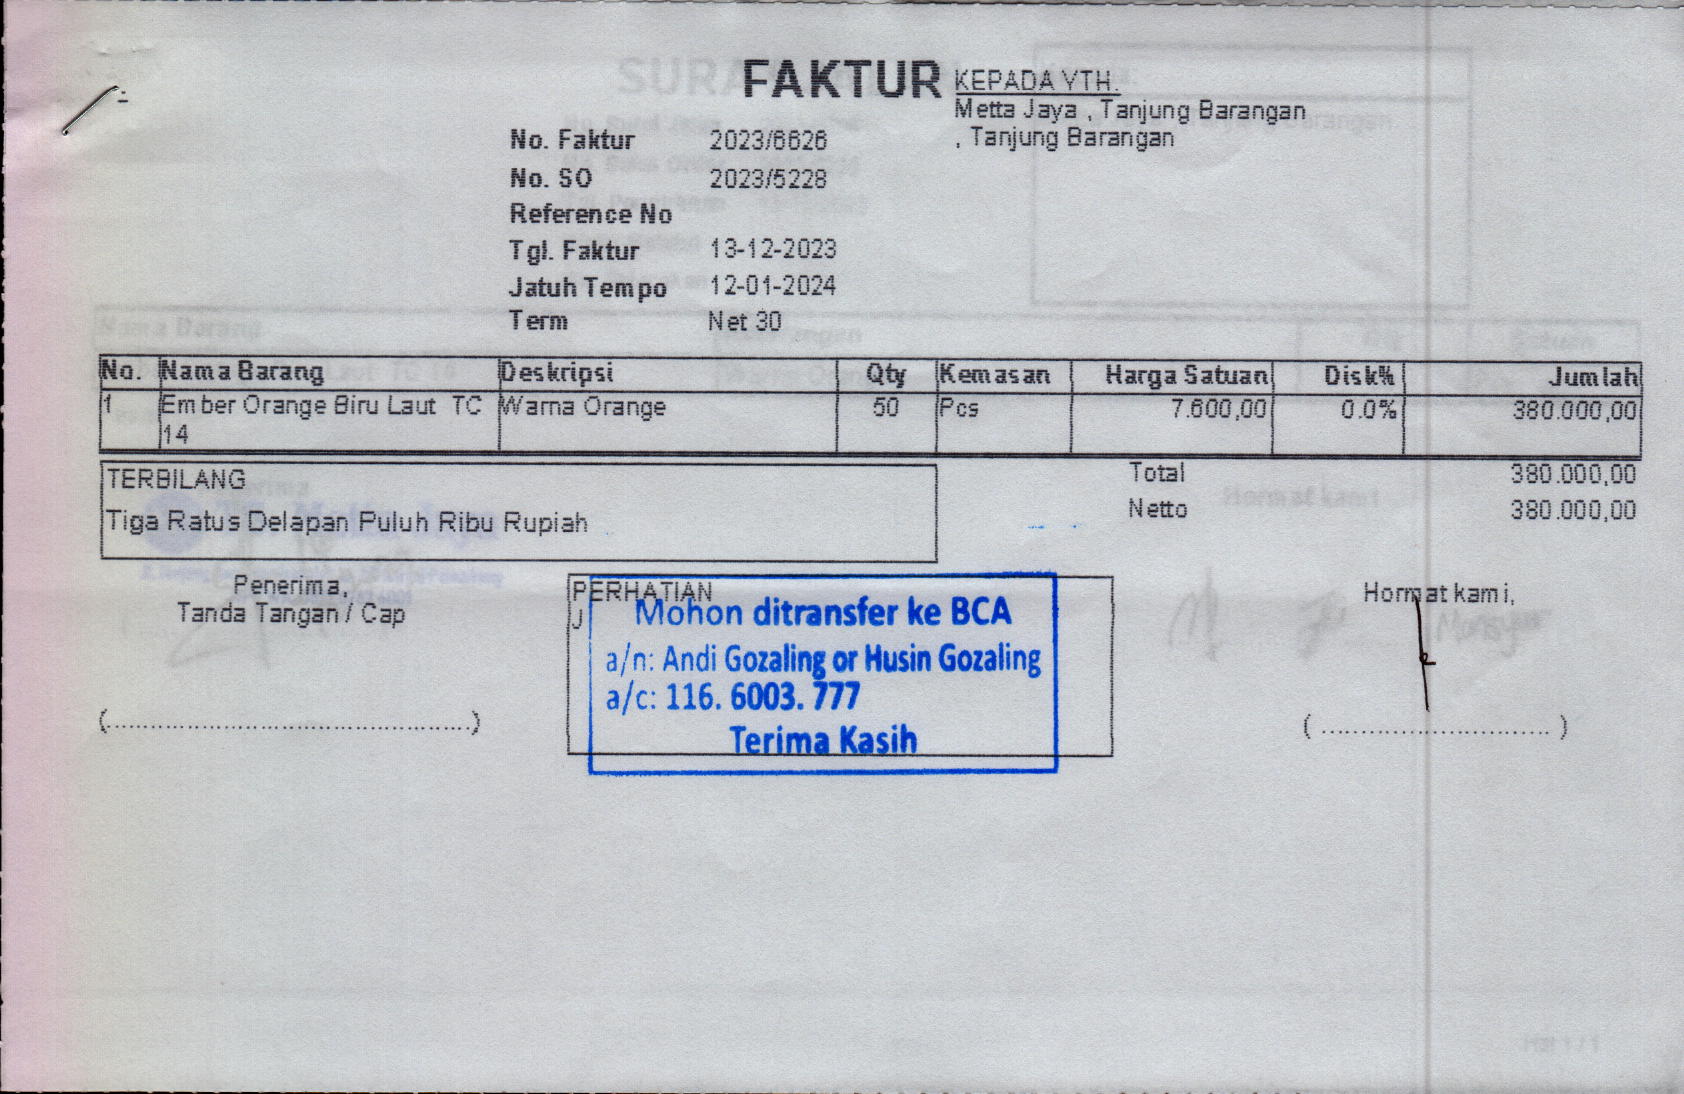 FAKTUR
KEPADA YTH.
Metta Jaya , Tanjung Barangan
, Tanjung Barangan
No. Faktur 2023/6626
No. SO 2023/5228
Reference No
Tgl. Faktur 13-12-2023
Jatuh Tempo 12-01-2024
Term Net 30
No. Nama Barang Deskripsi Qty Kemasan Harga Satuan Disk% Jumlah
1 Ember Orange Biru Laut TC Warna Orange 50 Pcs 7.600,00 0.0% 380.000,00
14
TERBILANG
Tiga Ratus Delapan Puluh Ribu Rupiah
Total 380.000,00
Netto 380.000,00
Penerima,
Tanda Tangan / Cap
PERHATIAN
J
Mohon ditransfer ke BCA
a/n: Andi Gozaling or Husin Gozaling
a/c: 116. 6003. 777
Terima Kasih
Hormat kami,
(..........................................)
( .......................... )